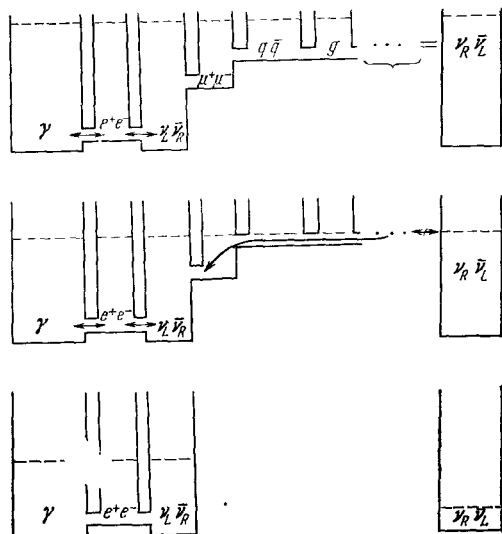 γ e⁺e⁻ ν_L ν̄_R μ⁺μ⁻ q q̄ g . . . = ν_R ν̄_L
γ e⁺e⁻ ν_L ν̄_R . . . ν_R ν̄_L
γ e⁺e⁻ ν_L ν̄_R ν_R ν̄_L